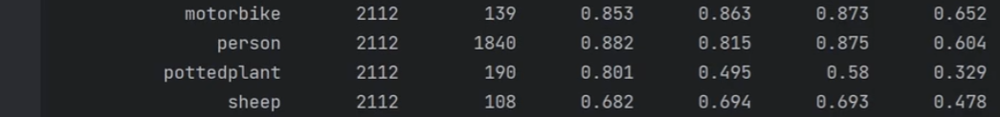 motorbike 2112 139 0.853 0.863 0.873 0.652
person 2112 1840 0.882 0.815 0.875 0.604
pottedplant 2112 190 0.801 0.495 0.58 0.329
sheep 2112 108 0.682 0.694 0.693 0.478